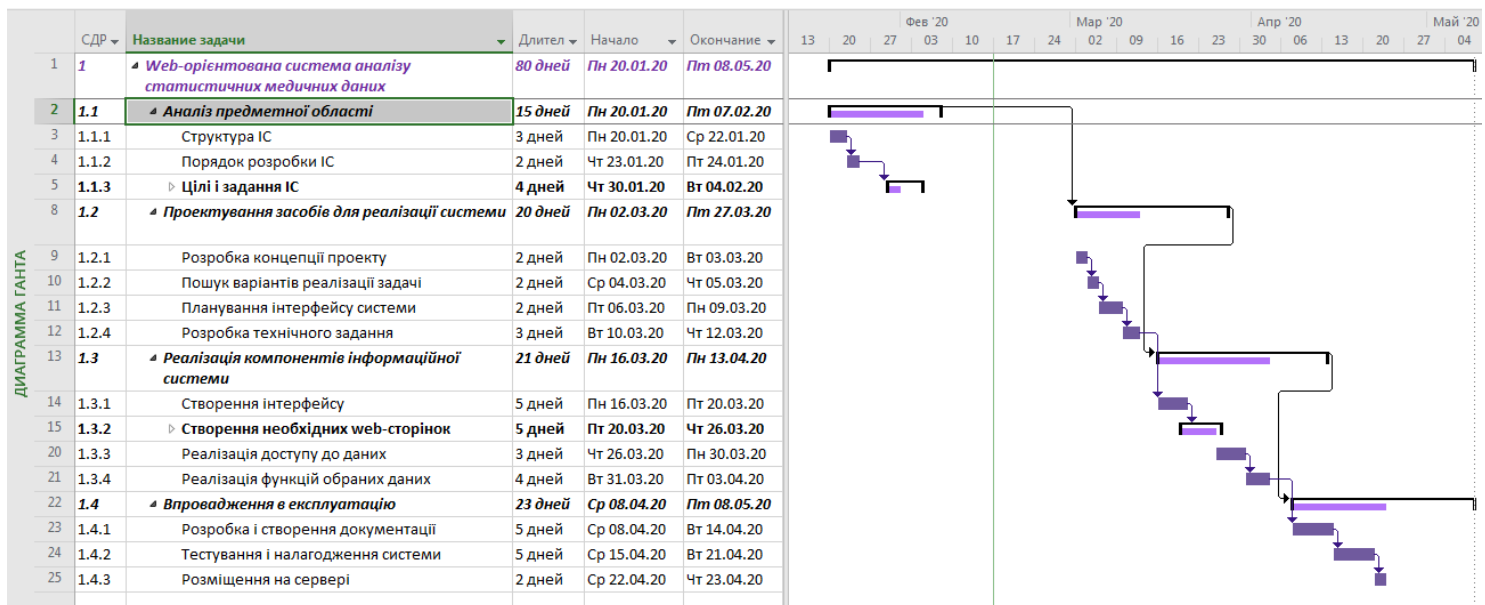 Фев '20 Мар '20 Апр '20 Май '20
СДР Название задачи Длител Начало Окончание 13 20 27 03 10 17 24 02 09 16 23 30 06 13 20 27 04
1 1 Web-орієнтована система аналізу 80 дней Пн 20.01.20 Пт 08.05.20
статистичних медичних даних
2 1.1 Аналіз предметної області 15 дней Пн 20.01.20 Пт 07.02.20
3 1.1.1 Структура ІС 3 дней Пн 20.01.20 Ср 22.01.20
4 1.1.2 Порядок розробки ІС 2 дней Чт 23.01.20 Пт 24.01.20
5 1.1.3 Цілі і задання ІС 4 дней Чт 30.01.20 Вт 04.02.20
8 1.2 Проектування засобів для реалізації системи 20 дней Пн 02.03.20 Пт 27.03.20
9 1.2.1 Розробка концепції проекту 2 дней Пн 02.03.20 Вт 03.03.20
10 1.2.2 Пошук варіантів реалізації задачі 2 дней Ср 04.03.20 Чт 05.03.20
11 1.2.3 Планування інтерфейсу системи 2 дней Пт 06.03.20 Пн 09.03.20
12 1.2.4 Розробка технічного задання 3 дней Вт 10.03.20 Чт 12.03.20
13 1.3 Реалізація компонентів інформаційної 21 дней Пн 16.03.20 Пн 13.04.20
системи
14 1.3.1 Створення інтерфейсу 5 дней Пн 16.03.20 Пт 20.03.20
15 1.3.2 Створення необхідних web-сторінок 5 дней Пт 20.03.20 Чт 26.03.20
20 1.3.3 Реалізація доступу до даних 3 дней Чт 26.03.20 Пн 30.03.20
21 1.3.4 Реалізація функцій обраних даних 4 дней Вт 31.03.20 Пт 03.04.20
22 1.4 Впровадження в експлуатацію 23 дней Ср 08.04.20 Пт 08.05.20
23 1.4.1 Розробка і створення документації 5 дней Ср 08.04.20 Вт 14.04.20
24 1.4.2 Тестування і налагодження системи 5 дней Ср 15.04.20 Вт 21.04.20
25 1.4.3 Розміщення на сервері 2 дней Ср 22.04.20 Чт 23.04.20
ДИАГРАММА ГАНТА